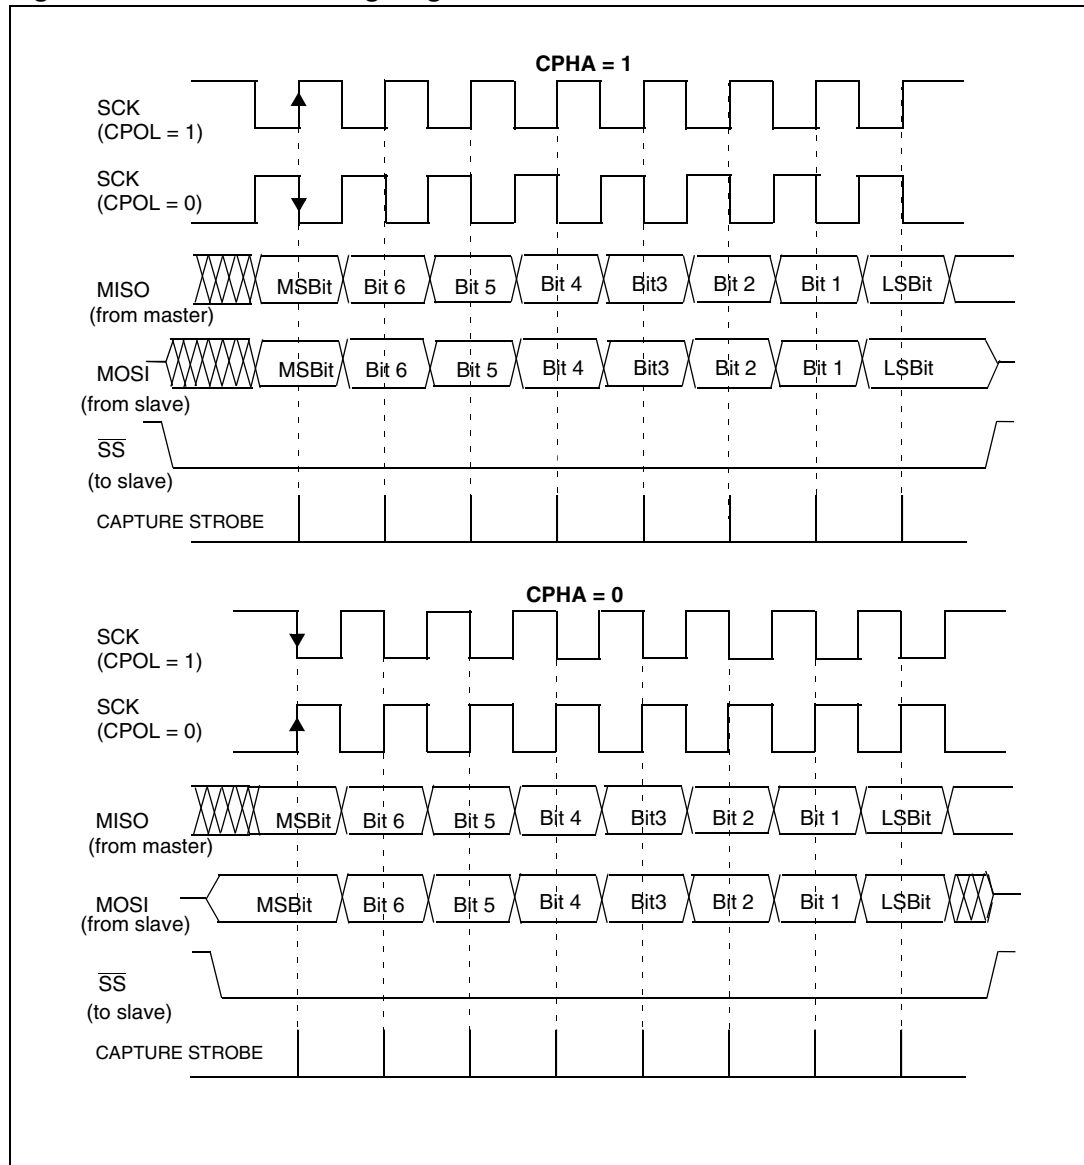 CPHA = 1
SCK
(CPOL = 1)
SCK
(CPOL = 0)
MISO
(from master)
MSBit Bit 6 Bit 5 Bit 4 Bit3 Bit 2 Bit 1 LSBit
MOSI
(from slave)
MSBit Bit 6 Bit 5 Bit 4 Bit3 Bit 2 Bit 1 LSBit
SS
(to slave)
CAPTURE STROBE
CPHA = 0
SCK
(CPOL = 1)
SCK
(CPOL = 0)
MISO
(from master)
MSBit Bit 6 Bit 5 Bit 4 Bit3 Bit 2 Bit 1 LSBit
MOSI
(from slave)
MSBit Bit 6 Bit 5 Bit 4 Bit3 Bit 2 Bit 1 LSBit
SS
(to slave)
CAPTURE STROBE